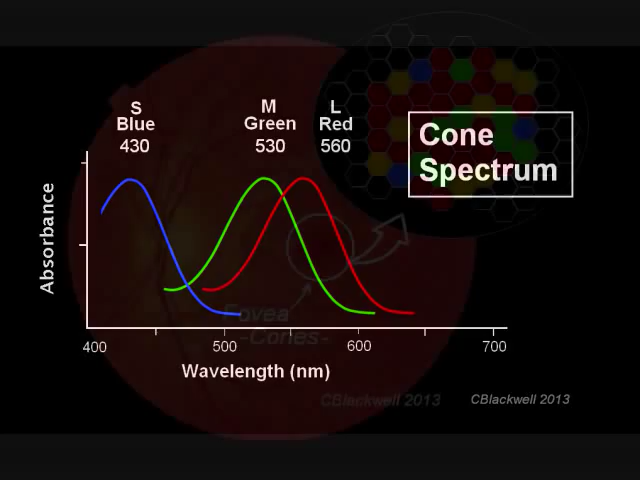 S
Blue
430
M
Green
530
L
Red
560
Cone
Spectrum
Absorbance
Fovea
-Cones-
400
500
600
700
Wavelength (nm)
CBlackwell 2013
CBlackwell 2013